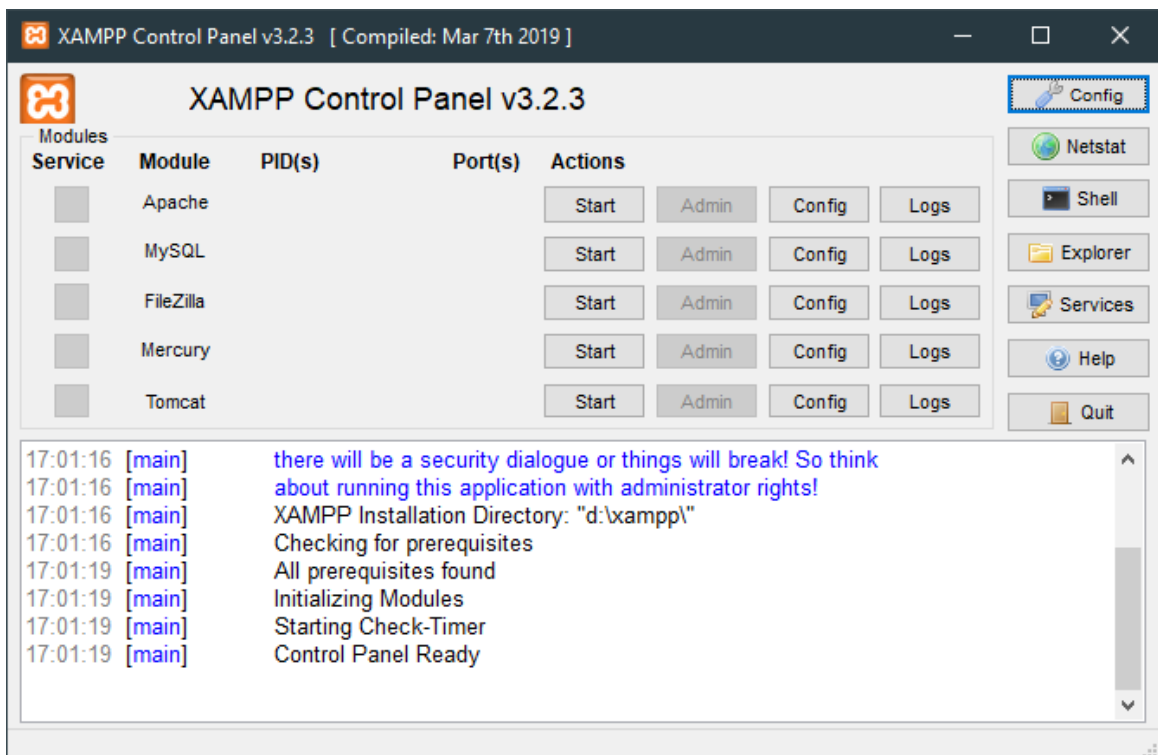 XAMPP Control Panel v3.2.3 [ Compiled: Mar 7th 2019 ]
XAMPP Control Panel v3.2.3
Config
Modules
Netstat
Service Module PID(s) Port(s) Actions
Apache Start Admin Config Logs
Shell
MySQL Start Admin Config Logs
Explorer
FileZilla Start Admin Config Logs
Services
Mercury Start Admin Config Logs
Help
Tomcat Start Admin Config Logs
Quit
17:01:16 [main] there will be a security dialogue or things will break! So think
17:01:16 [main] about running this application with administrator rights!
17:01:16 [main] XAMPP Installation Directory: "d:\xampp\"
17:01:16 [main] Checking for prerequisites
17:01:19 [main] All prerequisites found
17:01:19 [main] Initializing Modules
17:01:19 [main] Starting Check-Timer
17:01:19 [main] Control Panel Ready